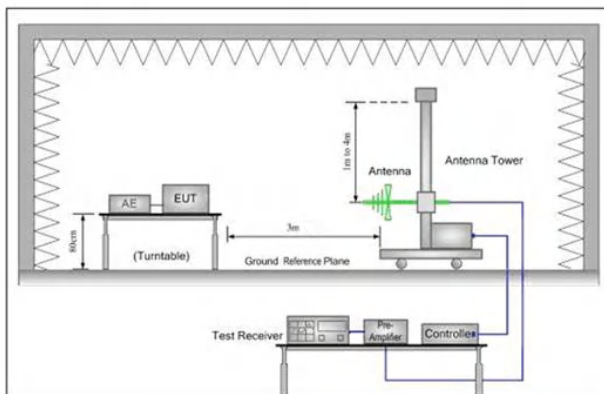 1m to 4m
Antenna
Antenna Tower
AE
EUT
80cm
(Turntable)
3m
Ground Reference Plane
Test Receiver
Pre-
Amplifier
Controller